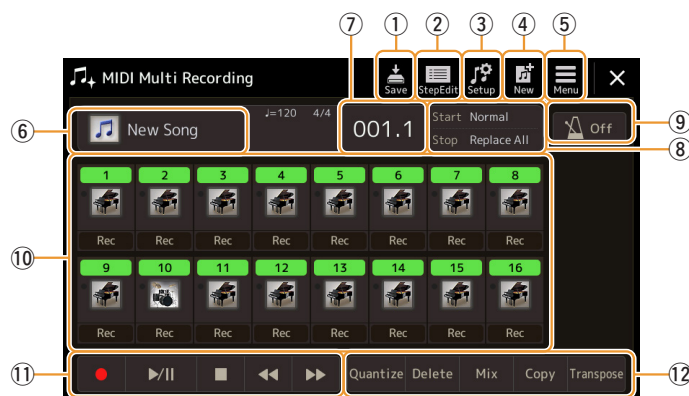 ⑦ ① ② ③ ④ ⑤
MIDI Multi Recording
Save StepEdit Setup New Menu
⑥ New Song ♩=120 4/4 001.1 Start Normal Off ⑨
Stop Replace All ⑧
1 2 3 4 5 6 7 8
Rec Rec Rec Rec Rec Rec Rec Rec
⑩
9 10 11 12 13 14 15 16
Rec Rec Rec Rec Rec Rec Rec Rec
⑪ Quantize Delete Mix Copy Transpose ⑫